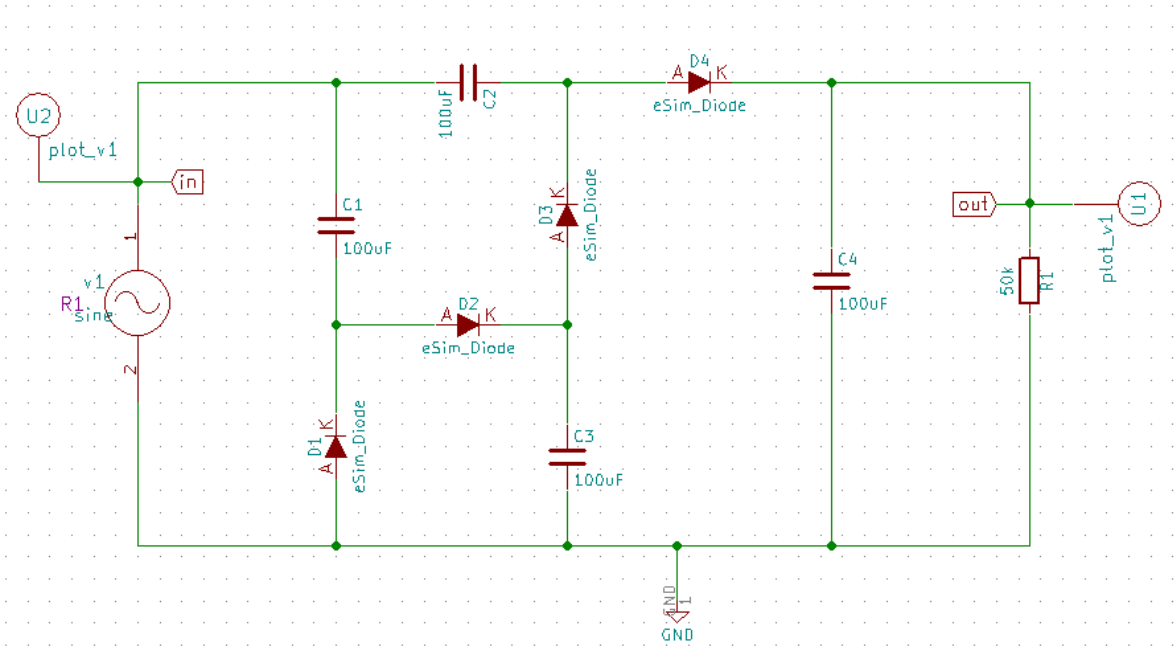 U2
plot_v1
in
1
v1
R1
sine
2
C1
100uF
100uF
C2
D4
A
K
eSim_Diode
K
D3
A
eSim_Diode
D2
A
K
eSim_Diode
K
D1
A
eSim_Diode
C3
100uF
C4
100uF
out
U1
plot_v1
50k
R1
GND
1
GND